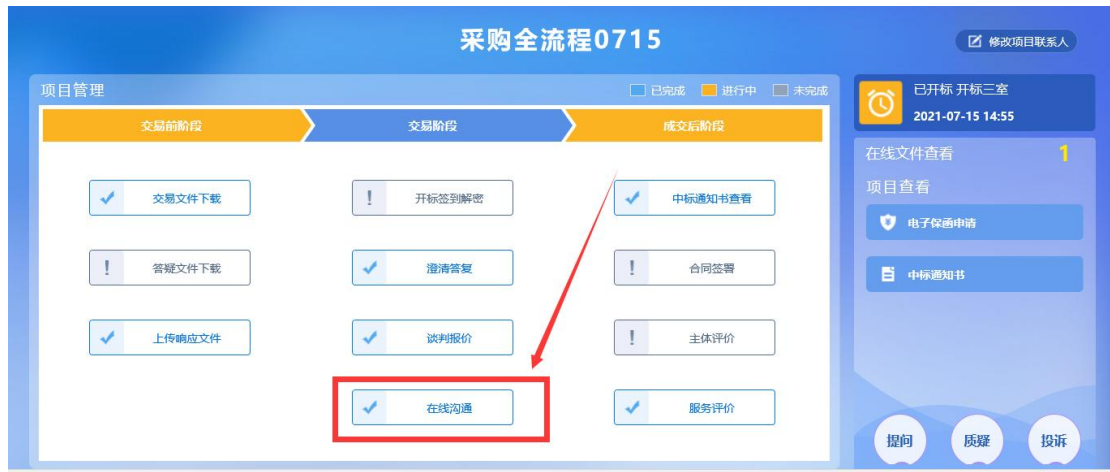 采购全流程0715
修改项目联系人
项目管理
已完成 进行中 未完成
交易前阶段 交易阶段 成交后阶段
交易文件下载 开标签到解密 中标通知书查看
答疑文件下载 澄清答复 合同签署
上传响应文件 谈判报价 主体评价
在线沟通 服务评价
已开标 开标三室
2021-07-15 14:55
在线文件查看 1
项目查看
电子保函申请
中标通知书
提问 质疑 投诉